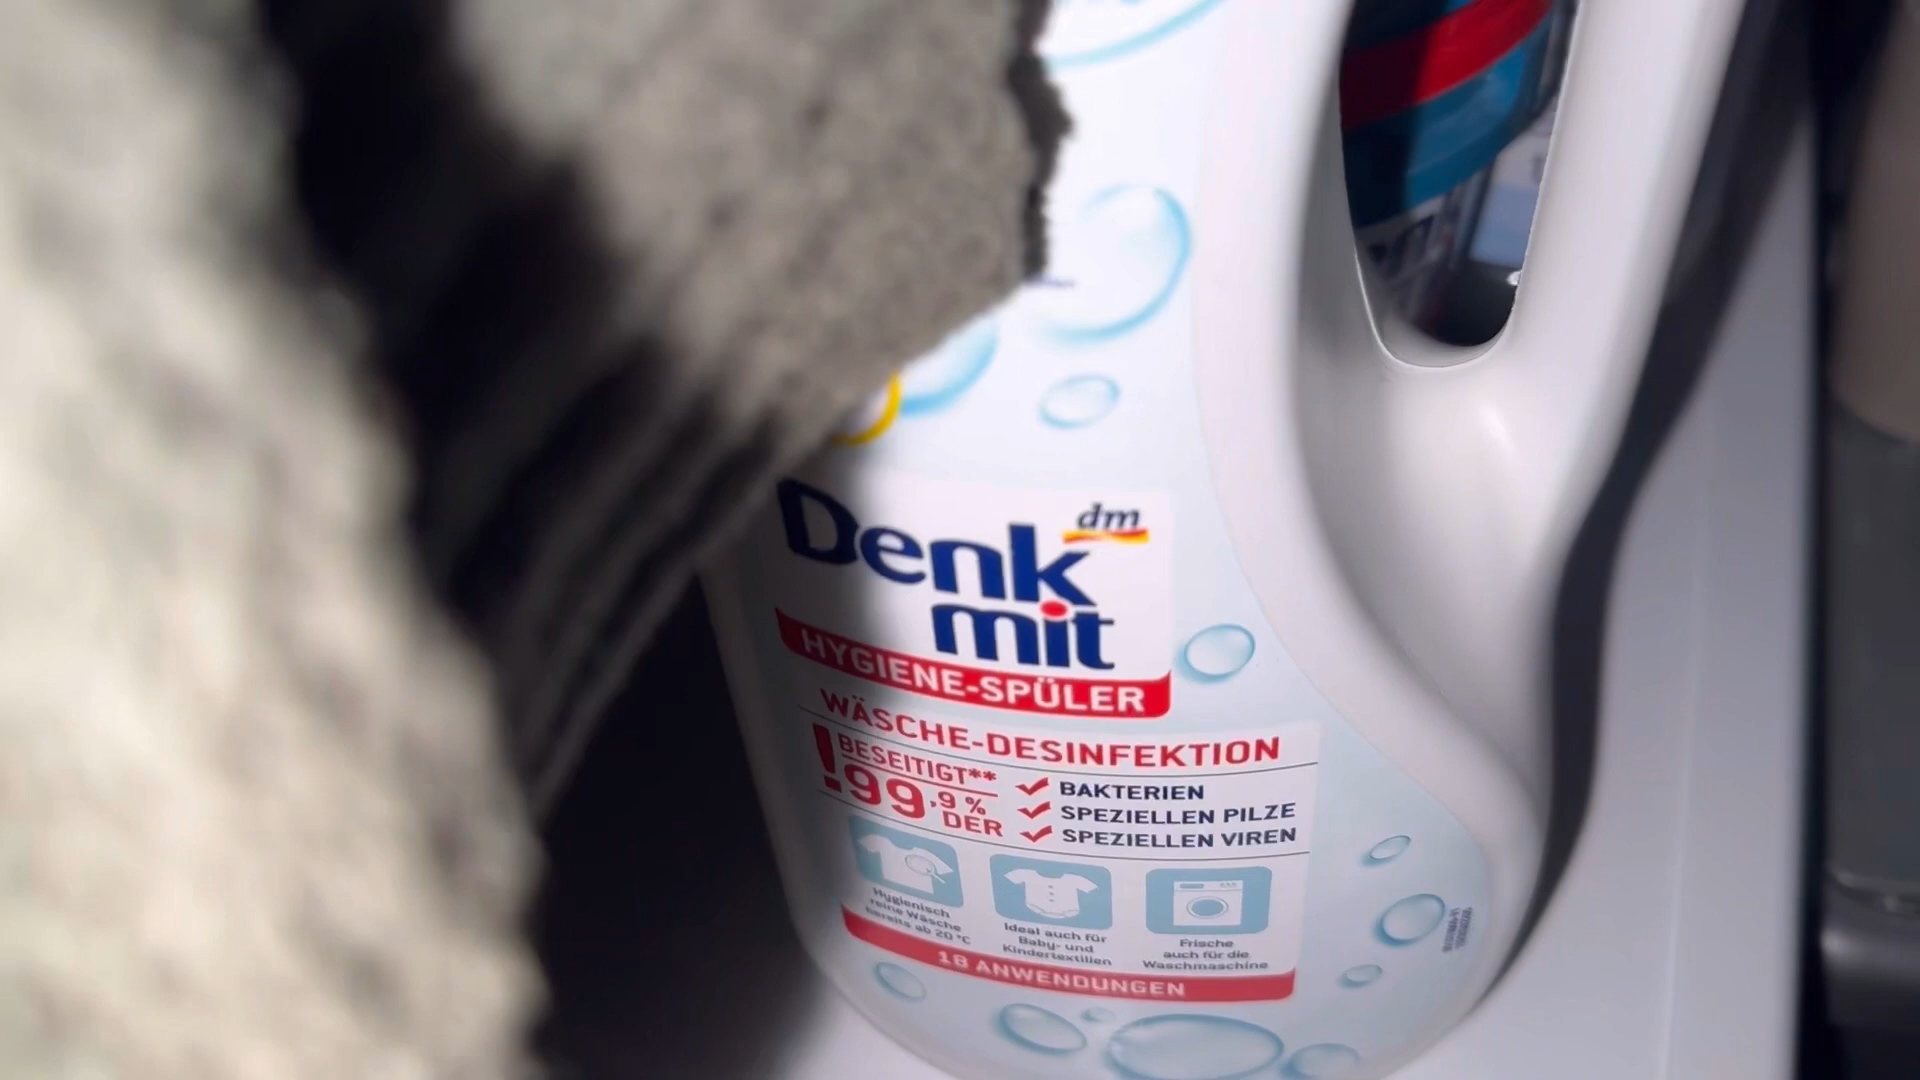 dm
Denk
mit
HYGIENE-SPÜLER
WÄSCHE-DESINFEKTION
! BESEITIGT**
99,9 %
DER
BAKTERIEN
SPEZIELLEN PILZE
SPEZIELLEN VIREN
Hygienisch
reine Wäsche
bereits ab 20 °C
Ideal auch für
Baby- und
Kindertextilien
Frische
auch für die
Waschmaschine
18 ANWENDUNGEN